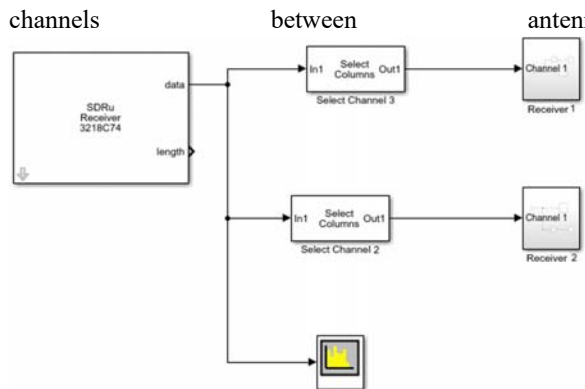 channels between
data
SDRu
Receiver
3218C74
length
In1 Select Columns Out1
Select Channel 3
Channel 1
Receiver 1
In1 Select Columns Out1
Select Channel 2
Channel 1
Receiver 2